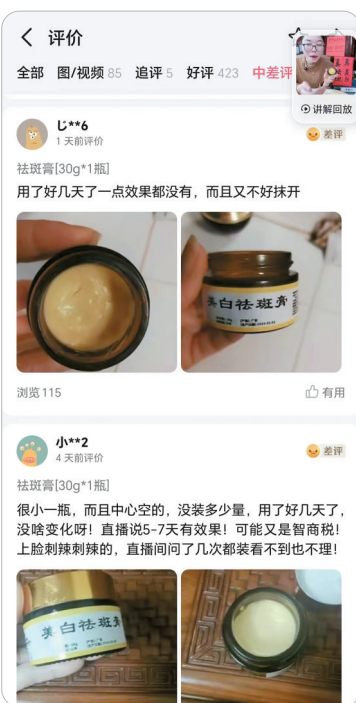 评价
全部 图/视频 85 追评 5 好评 423 中差评
讲解回放
じ**6
1 天前评价
差评
祛斑膏[30g*1瓶]
用了好几天了一点效果都没有，而且又不好抹开
美白祛斑膏
浏览 115
有用
小**2
4 天前评价
差评
祛斑膏[30g*1瓶]
很小一瓶，而且中心空的，没装多少量，用了好几天了，
没啥变化呀！直播说5-7天有效果！可能又是智商税！
上脸刺辣刺辣的，直播间问了几次都装看不到也不理！
美白祛斑